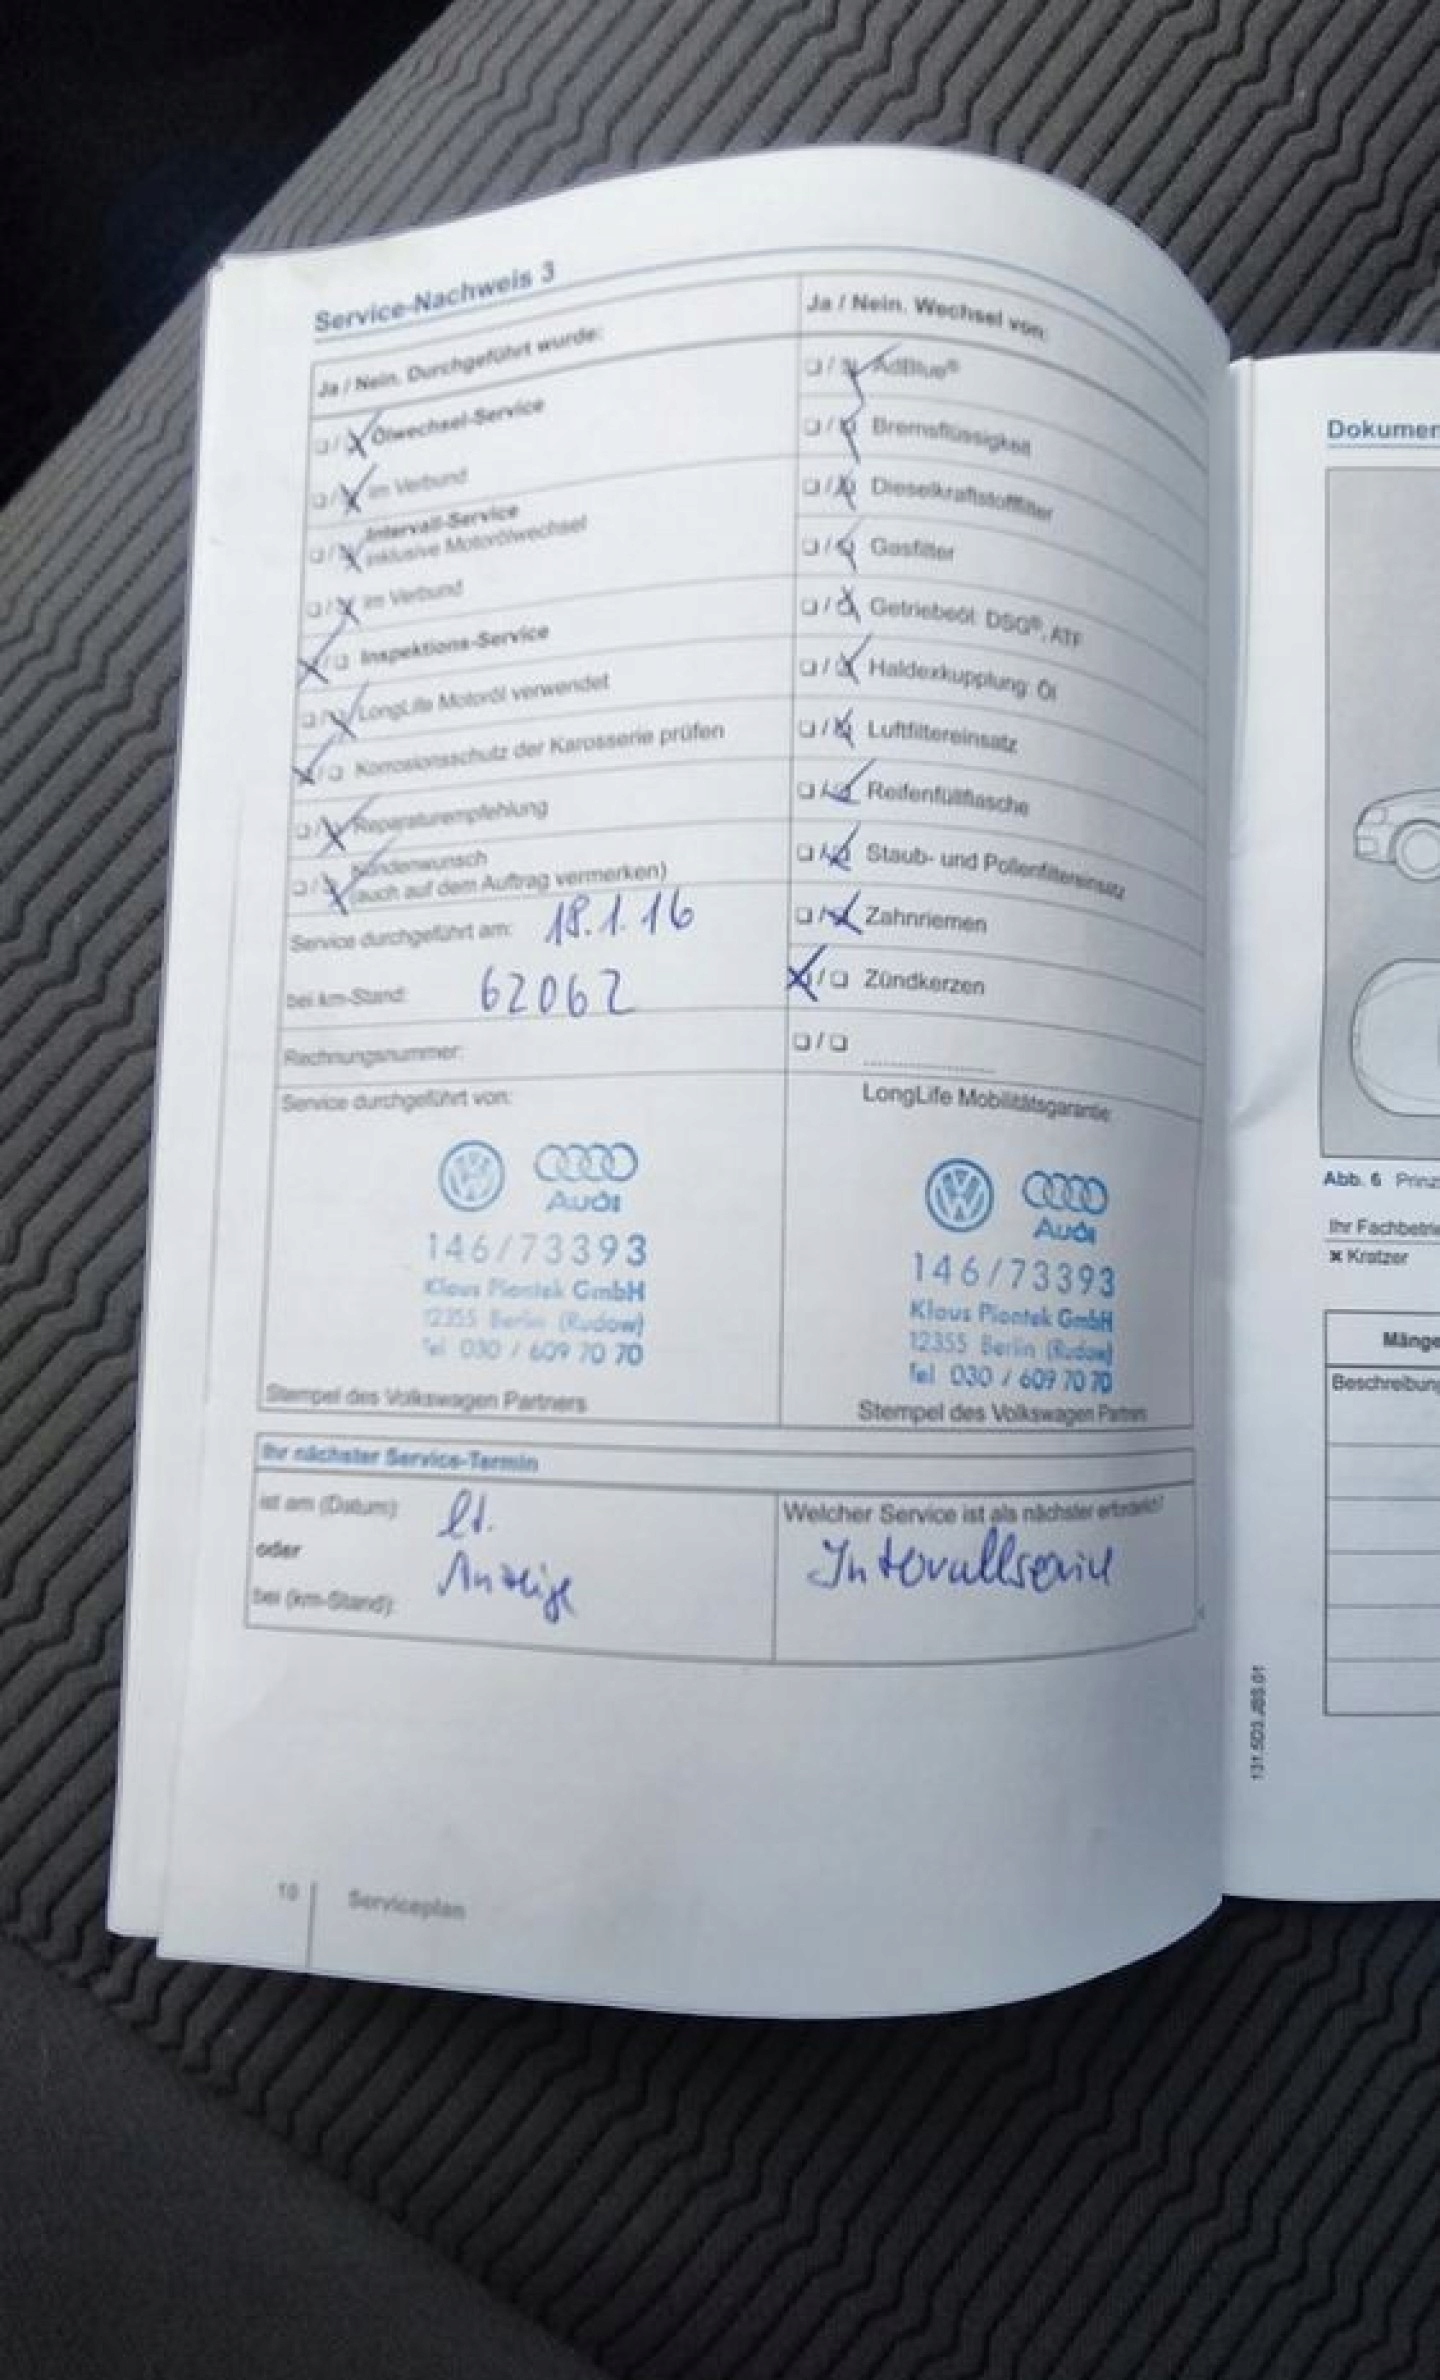 Service-Nachweis 3
Ja / Nein. Durchgeführt wurde:
❏ / ❏ Ölwechsel-Service
❏ / ❏ im Verbund
❏ / ❏ Intervall-Service
inklusive Motorölwechsel
❏ / ❏ im Verbund
❏ / ❏ Inspektions-Service
❏ / ❏ LongLife Motoröl verwendet
❏ / ❏ Korrosionsschutz der Karosserie prüfen
❏ / ❏ Reparaturempfehlung
❏ / ❏ Kundenwunsch
(auch auf dem Auftrag vermerken)
Service durchgeführt am: 18.1.16
bei km-Stand: 62062
Rechnungsnummer:
Service durchgeführt von:
Audi
146/73393
Klaus Piontek GmbH
12355 Berlin (Rudow)
Tel 030 / 609 70 70
Stempel des Volkswagen Partners
Ja / Nein. Wechsel von:
❏ / ❏ AdBlue®
❏ / ❏ Bremsflüssigkeit
❏ / ❏ Dieselkraftstofffilter
❏ / ❏ Gasfilter
❏ / ❏ Getriebeöl: DSG®, ATF
❏ / ❏ Haldexkupplung: Öl
❏ / ❏ Luftfiltereinsatz
❏ / ❏ Reifenfüllflasche
❏ / ❏ Staub- und Pollenfiltereinsatz
❏ / ❏ Zahnriemen
❏ / ❏ Zündkerzen
❏ / ❏ ....................
LongLife Mobilitätsgarantie
Audi
146/73393
Klaus Piontek GmbH
12355 Berlin (Rudow)
Tel 030 / 609 70 70
Stempel des Volkswagen Partners
Ihr nächster Service-Termin
ist am (Datum): lt.
oder Anzeige
bei (km-Stand):
Welcher Service ist als nächster erforderlich?
Intervallservice
10 Serviceplan
131.5D3.JBS.01
Dokumen
Abb. 6 Prinz
Ihr Fachbetrie
× Kratzer
Mänge
Beschreibung